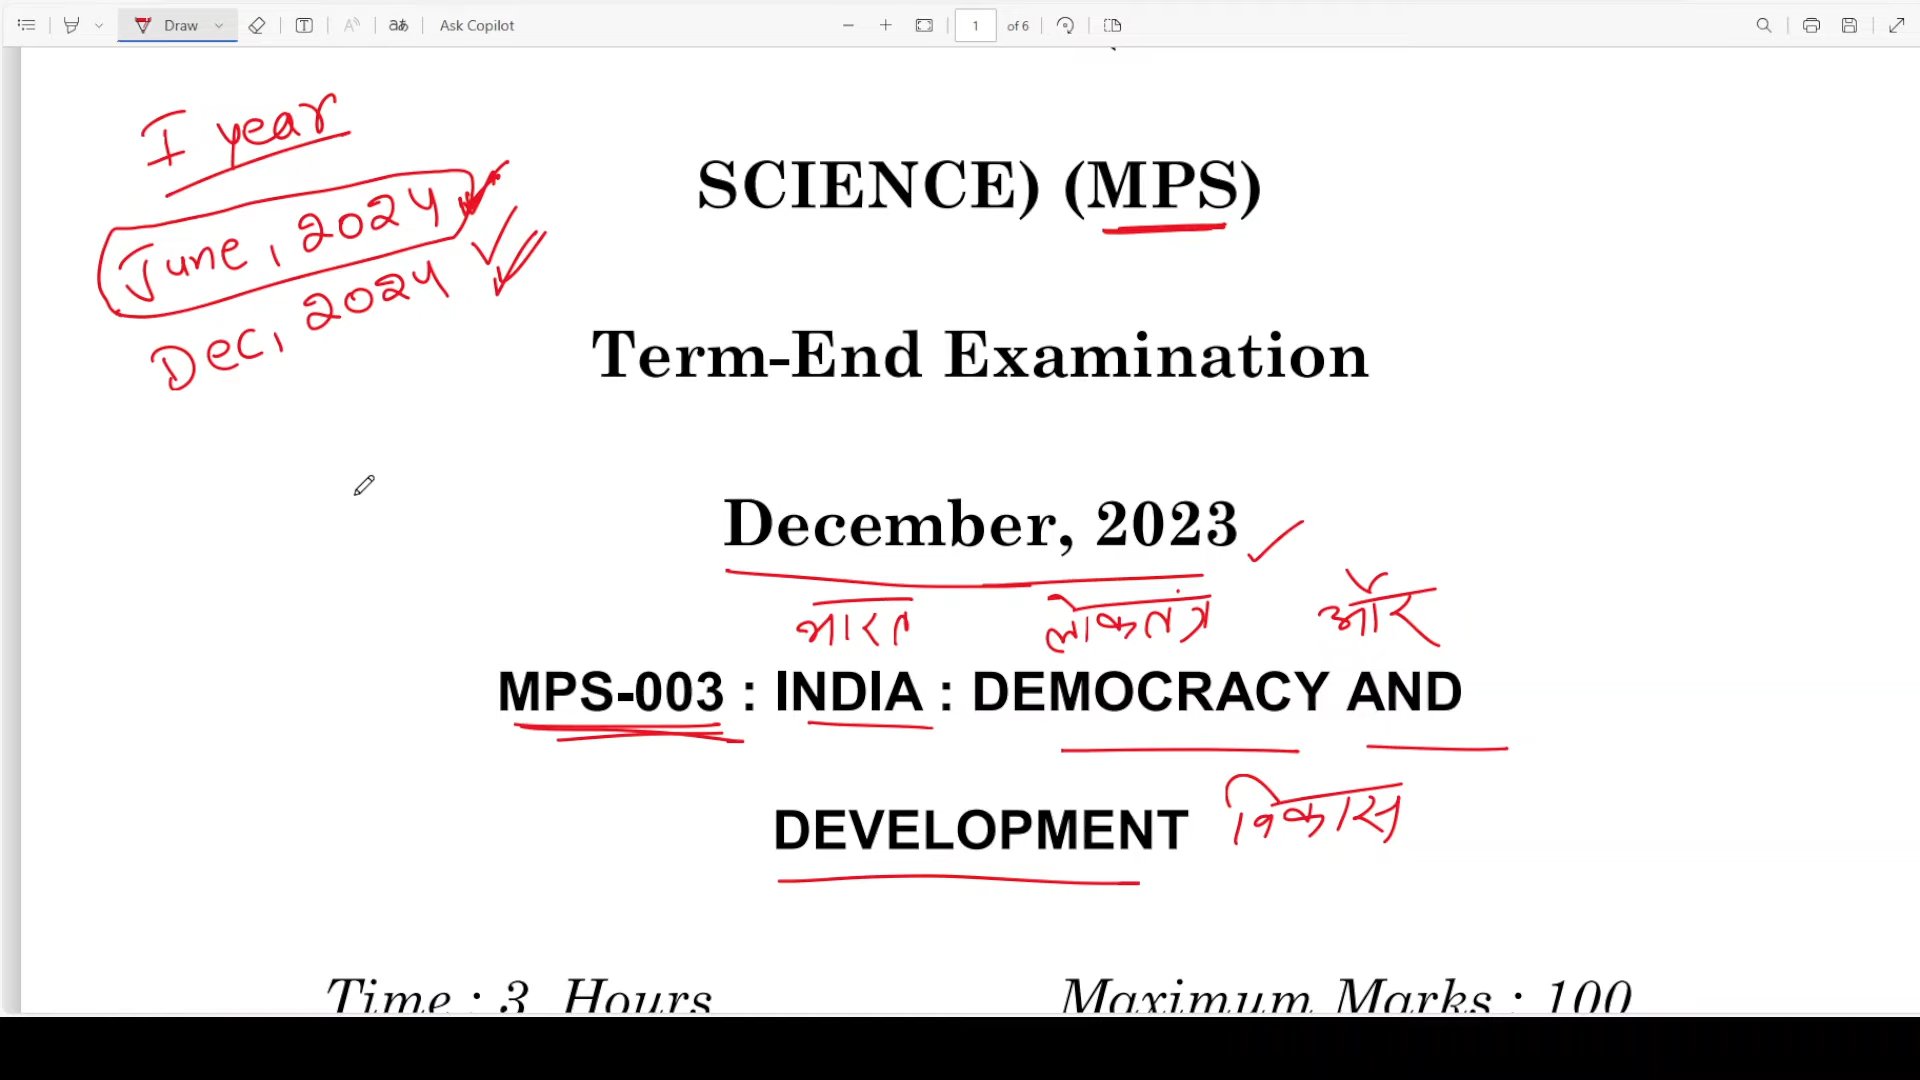 Draw
Ask Copilot
1 of 6
I year
June, 2024
Dec, 2024
SCIENCE) (MPS)
Term-End Examination
December, 2023
भारत लोकतंत्र और
MPS-003 : INDIA : DEMOCRACY AND
DEVELOPMENT विकास
Time : 3 Hours Maximum Marks : 100